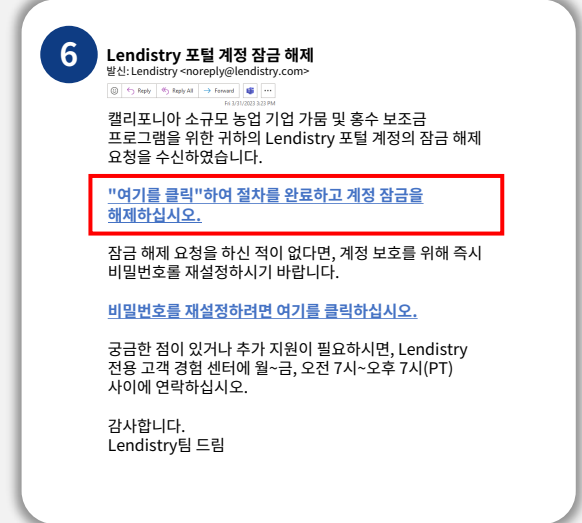 6
Lendistry 포털 계정 잠금 해제
발신: Lendistry <noreply@lendistry.com>
Reply Reply All Forward
Fri 3/31/2023 3:23 PM
캘리포니아 소규모 농업 기업 가뭄 및 홍수 보조금
프로그램을 위한 귀하의 Lendistry 포털 계정의 잠금 해제
요청을 수신하였습니다.
"여기를 클릭"하여 절차를 완료하고 계정 잠금을
해제하십시오.
잠금 해제 요청을 하신 적이 없다면, 계정 보호를 위해 즉시
비밀번호롤 재설정하시기 바랍니다.
비밀번호를 재설정하려면 여기를 클릭하십시오.
궁금한 점이 있거나 추가 지원이 필요하시면, Lendistry
전용 고객 경험 센터에 월~금, 오전 7시~오후 7시(PT)
사이에 연락하십시오.
감사합니다.
Lendistry팀 드림